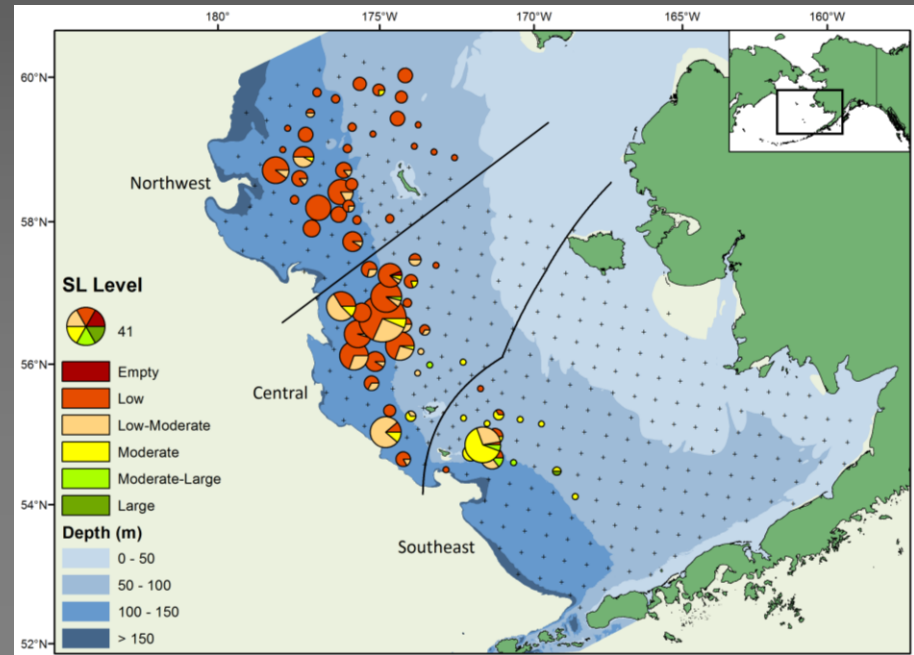 180°
175°W
170°W
165°W
160°W
60°N
58°N
56°N
54°N
52°N
Northwest
Central
Southeast
SL Level
41
Empty
Low
Low-Moderate
Moderate
Moderate-Large
Large
Depth (m)
0 - 50
50 - 100
100 - 150
> 150